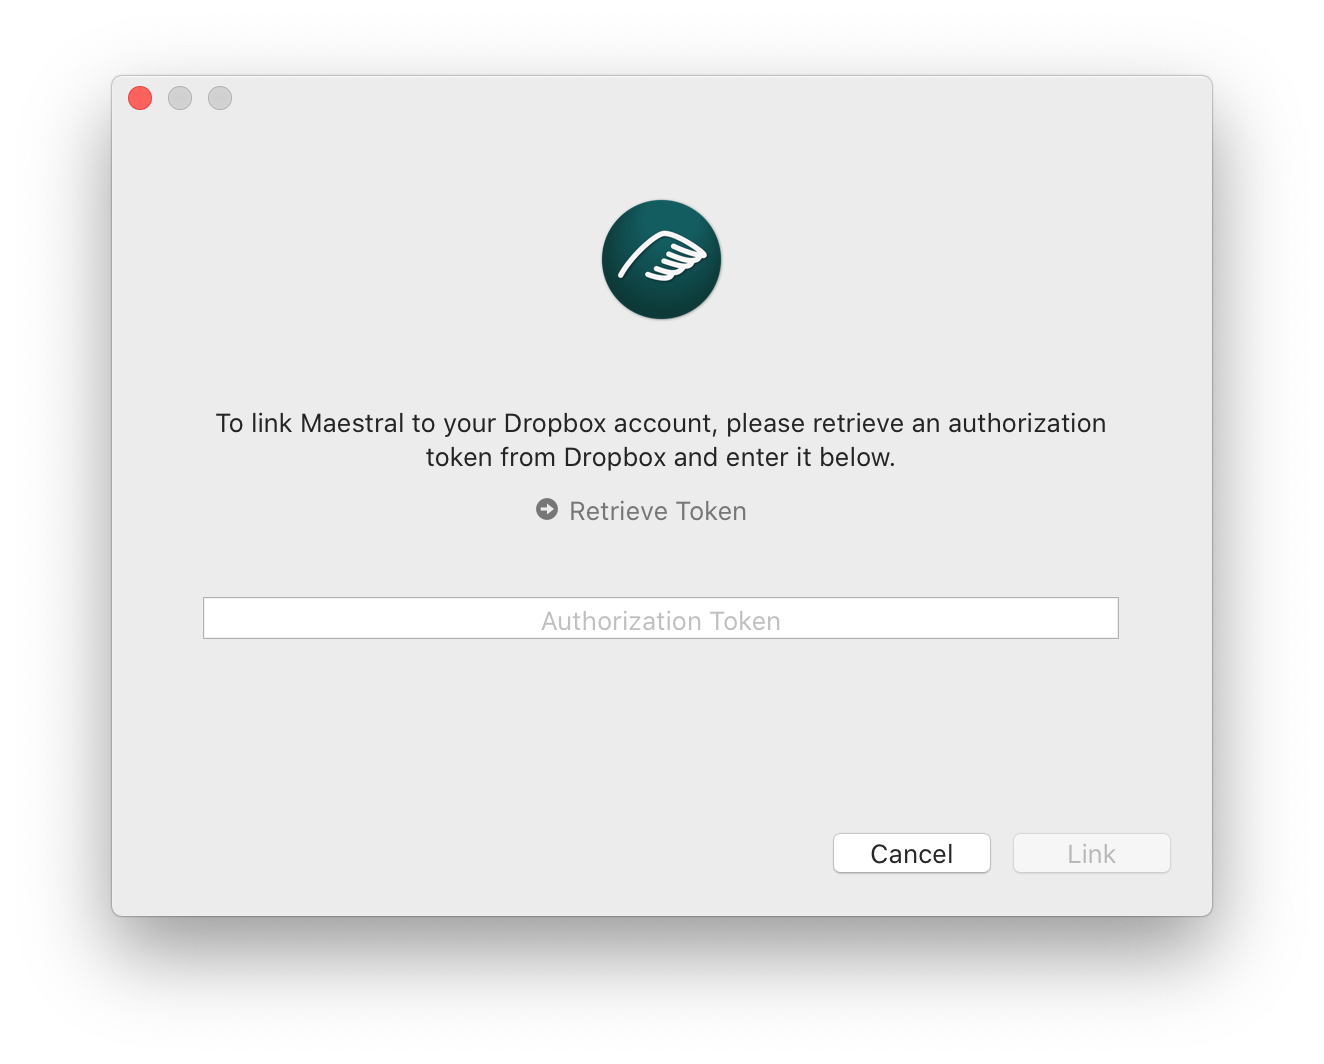 To link Maestral to your Dropbox account, please retrieve an authorization
token from Dropbox and enter it below.
Retrieve Token
Authorization Token
Cancel
Link